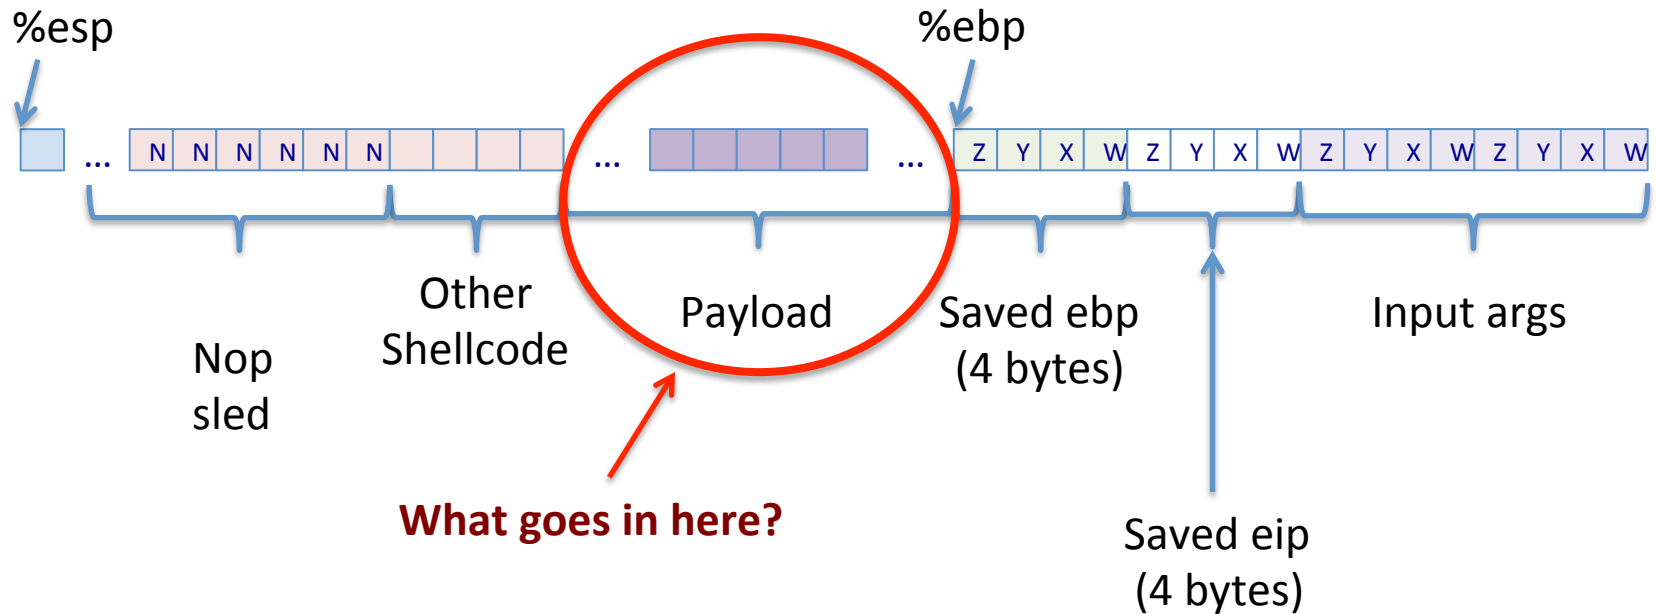 %esp
%ebp
... N N N N N N ... ... Z Y X W Z Y X W Z Y X W Z Y X W
Nop
sled
Other
Shellcode
Payload
Saved ebp
(4 bytes)
Input args
What goes in here?
Saved eip
(4 bytes)